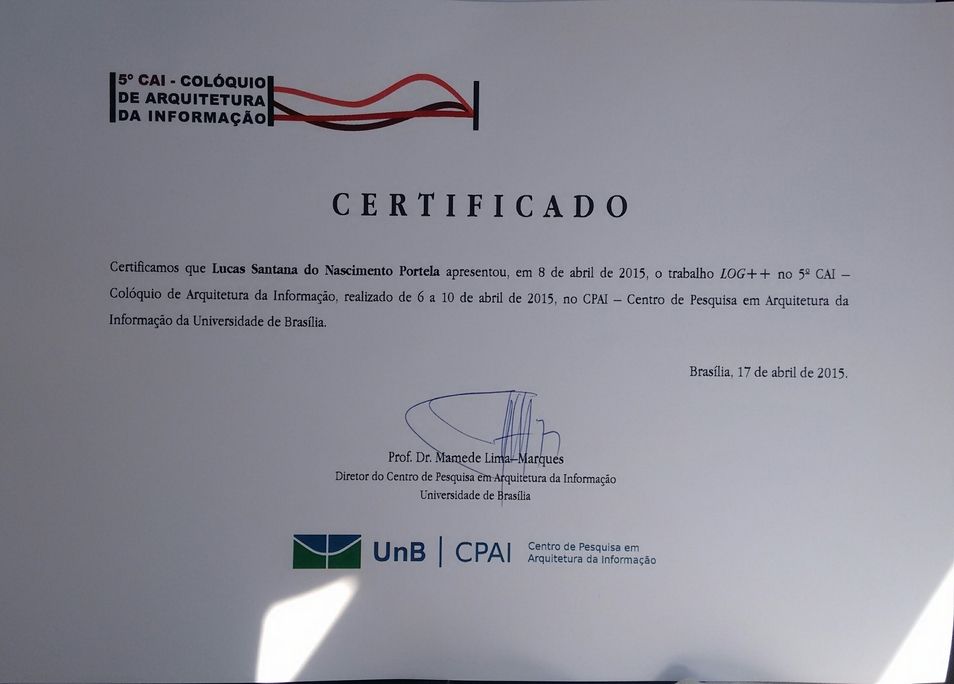 5º CAI - COLÓQUIO
DE ARQUITETURA
DA INFORMAÇÃO
CERTIFICADO
Certificamos que Lucas Santana do Nascimento Portela apresentou, em 8 de abril de 2015, o trabalho LOG++ no 5º CAI –
Colóquio de Arquitetura da Informação, realizado de 6 a 10 de abril de 2015, no CPAI – Centro de Pesquisa em Arquitetura da
Informação da Universidade de Brasília.
Brasília, 17 de abril de 2015.
Prof. Dr. Mamede Lima-Marques
Diretor do Centro de Pesquisa em Arquitetura da Informação
Universidade de Brasília
UnB | CPAI
Centro de Pesquisa em
Arquitetura da Informação